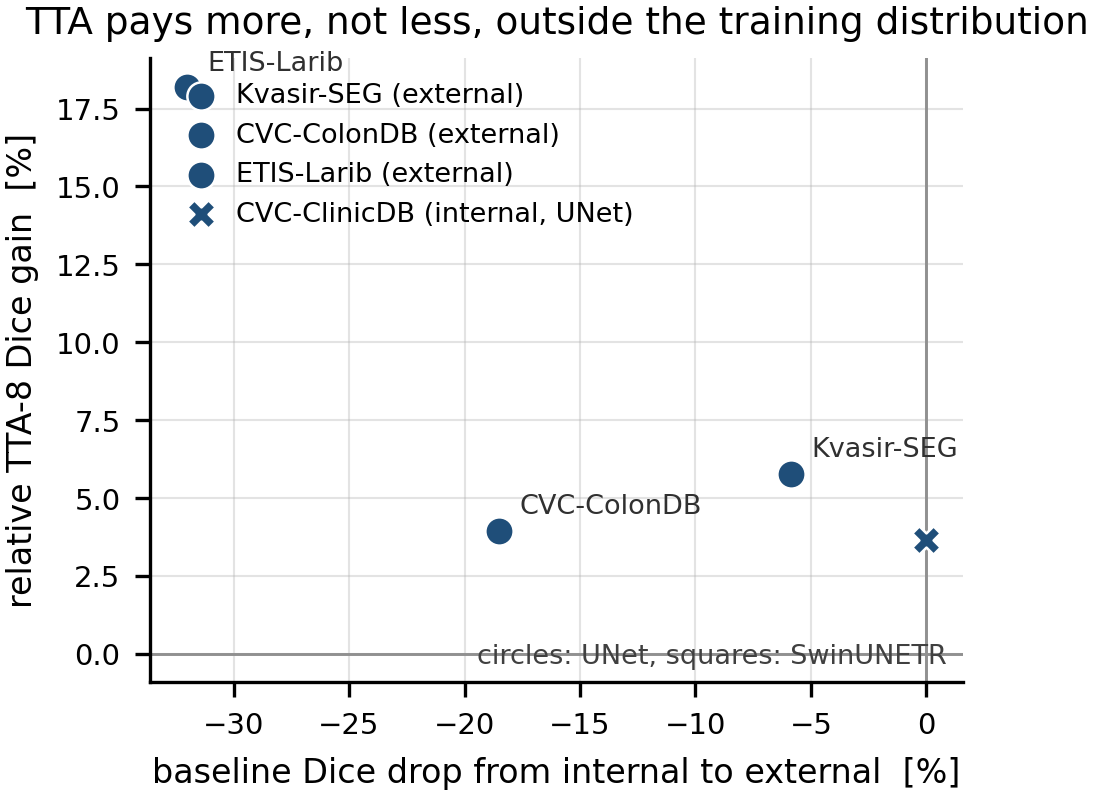 TTA pays more, not less, outside the training distribution
ETIS-Larib
Kvasir-SEG (external)
CVC-ColonDB (external)
ETIS-Larib (external)
CVC-ClinicDB (internal, UNet)
relative TTA-8 Dice gain [%]
17.5
15.0
12.5
10.0
7.5
5.0
2.5
0.0
Kvasir-SEG
CVC-ColonDB
circles: UNet, squares: SwinUNETR
−30
−25
−20
−15
−10
−5
0
baseline Dice drop from internal to external [%]